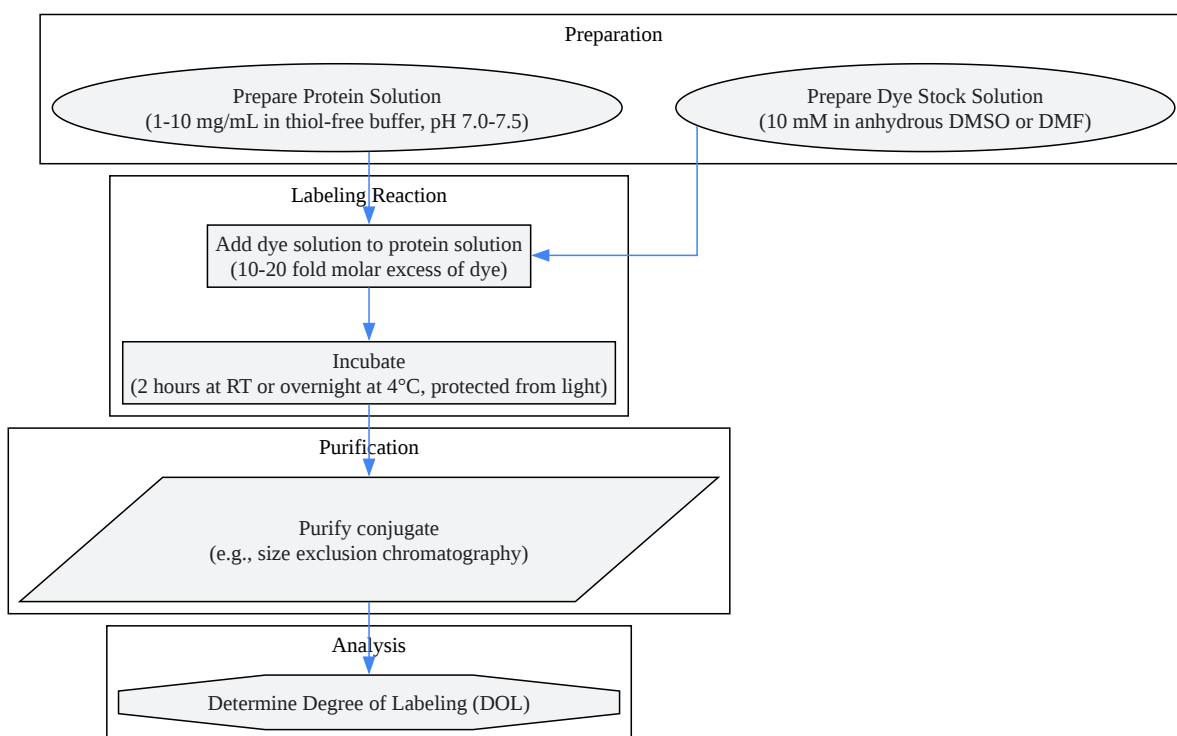 Preparation
Prepare Protein Solution
(1-10 mg/mL in thiol-free buffer, pH 7.0-7.5)
Prepare Dye Stock Solution
(10 mM in anhydrous DMSO or DMF)
Labeling Reaction
Add dye solution to protein solution
(10-20 fold molar excess of dye)
Incubate
(2 hours at RT or overnight at 4°C, protected from light)
Purification
Purify conjugate
(e.g., size exclusion chromatography)
Analysis
Determine Degree of Labeling (DOL)